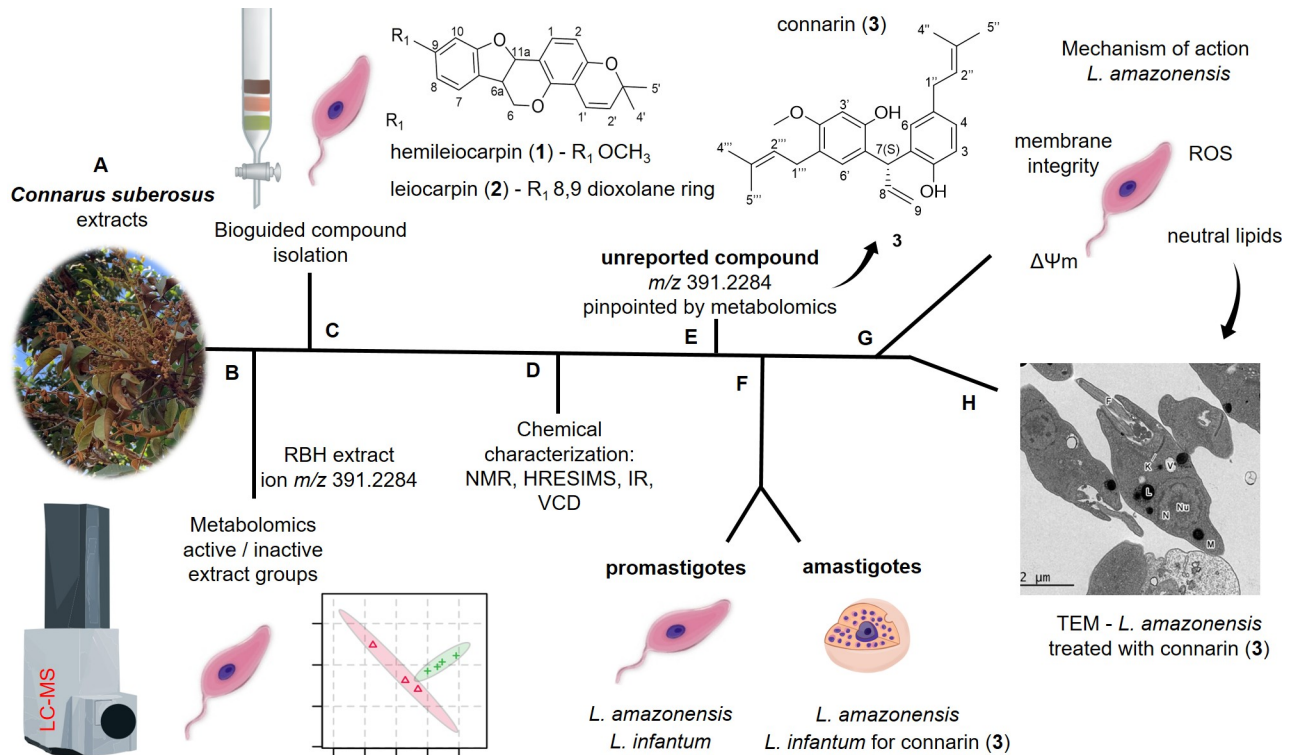 A
Connarus suberosus
extracts
Bioguided compound
isolation
C
R1
10
9
8
7
O
11a
6a
6
O
1
2
O
5'
4'
2'
1'
R1
hemileiocarpin (1) - R1 OCH3
leiocarpin (2) - R1 8,9 dioxolane ring
connarin (3)
4''
5''
2''
1''
3'
OH
6
4
O
4'''
2'''
7(S)
3
1'''
6'
OH
8
5'''
9
3
unreported compound
m/z 391.2284
pinpointed by metabolomics
E
Mechanism of action
L. amazonensis
membrane
integrity
ROS
neutral lipids
ΔΨm
G
B
RBH extract
ion m/z 391.2284
Metabolomics
active / inactive
extract groups
LC-MS
D
Chemical
characterization:
NMR, HRESIMS, IR,
VCD
F
promastigotes
amastigotes
L. amazonensis
L. infantum
L. amazonensis
L. infantum for connarin (3)
H
F
K
V
L
N
Nu
M
2 µm
TEM - L. amazonensis
treated with connarin (3)